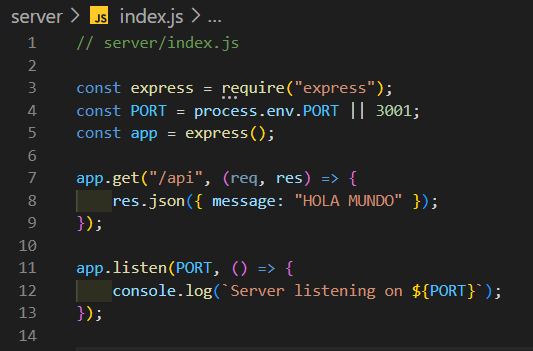 server > JS index.js > ...
1 // server/index.js
2
3 const express = require("express");
4 const PORT = process.env.PORT || 3001;
5 const app = express();
6
7 app.get("/api", (req, res) => {
8     res.json({ message: "HOLA MUNDO" });
9 });
10
11 app.listen(PORT, () => {
12     console.log(`Server listening on ${PORT}`);
13 });
14